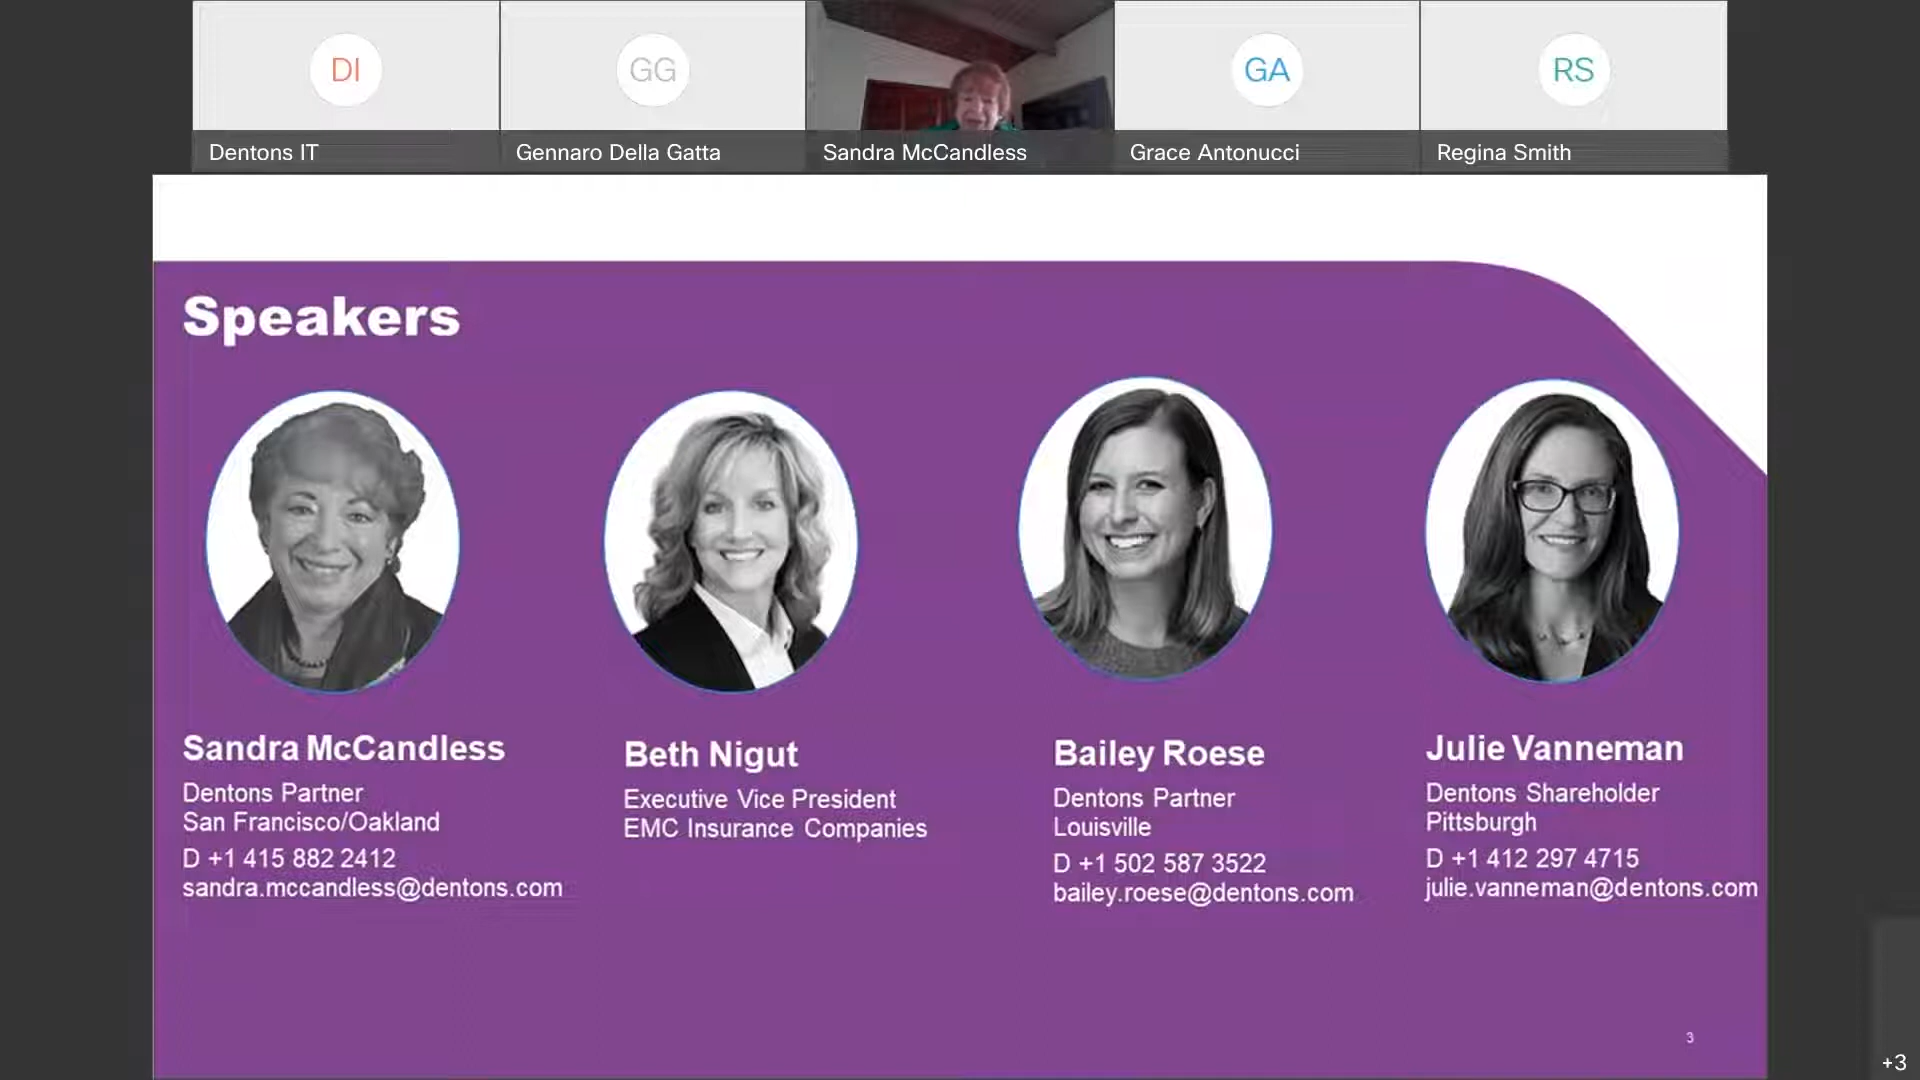 DI
GG
GA
RS
Dentons IT
Gennaro Della Gatta
Sandra McCandless
Grace Antonucci
Regina Smith
Speakers
Sandra McCandless
Dentons Partner
San Francisco/Oakland
D +1 415 882 2412
sandra.mccandless@dentons.com
Beth Nigut
Executive Vice President
EMC Insurance Companies
Bailey Roese
Dentons Partner
Louisville
D +1 502 587 3522
bailey.roese@dentons.com
Julie Vanneman
Dentons Shareholder
Pittsburgh
D +1 412 297 4715
julie.vanneman@dentons.com
3
+3